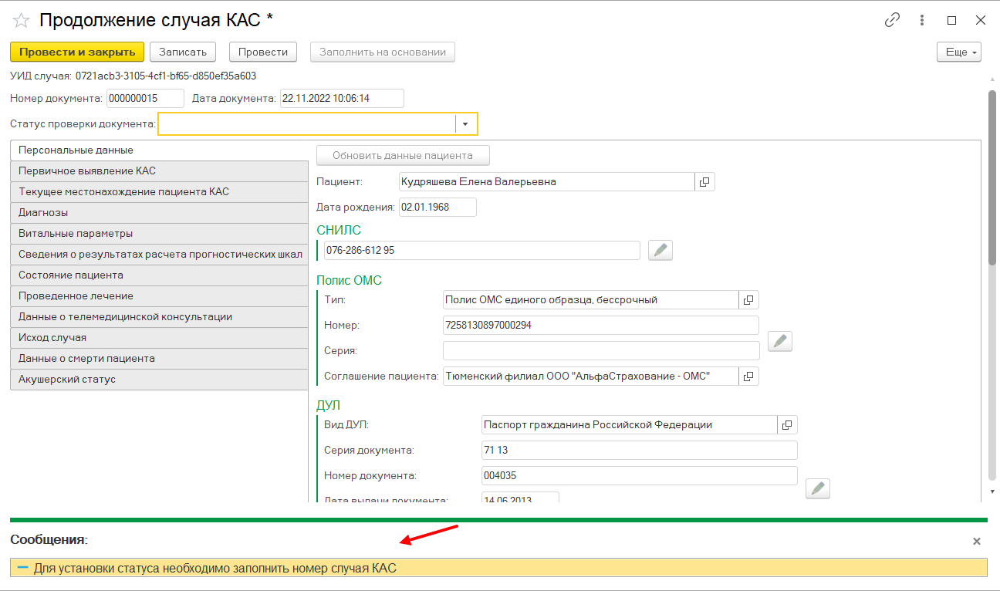 Продолжение случая КАС *
Провести и закрыть Записать Провести Заполнить на основании Еще
УИД случая: 0721acb3-3105-4cf1-bf65-d850ef35a603
Номер документа: 000000015 Дата документа: 22.11.2022 10:06:14
Статус проверки документа:
Персональные данные
Первичное выявление КАС
Текущее местонахождение пациента КАС
Диагнозы
Витальные параметры
Сведения о результатах расчета прогностических шкал
Состояние пациента
Проведенное лечение
Данные о телемедицинской консультации
Исход случая
Данные о смерти пациента
Акушерский статус
Обновить данные пациента
Пациент: Кудряшева Елена Валерьевна
Дата рождения: 02.01.1968
СНИЛС
076-286-612 95
Полис ОМС
Тип: Полис ОМС единого образца, бессрочный
Номер: 7258130897000294
Серия:
Соглашение пациента: Тюменский филиал ООО "АльфаСтрахование - ОМС"
ДУЛ
Вид ДУЛ: Паспорт гражданина Российской Федерации
Серия документа: 71 13
Номер документа: 004035
Дата выдачи документа: 14.06.2013
Сообщения:
Для установки статуса необходимо заполнить номер случая КАС